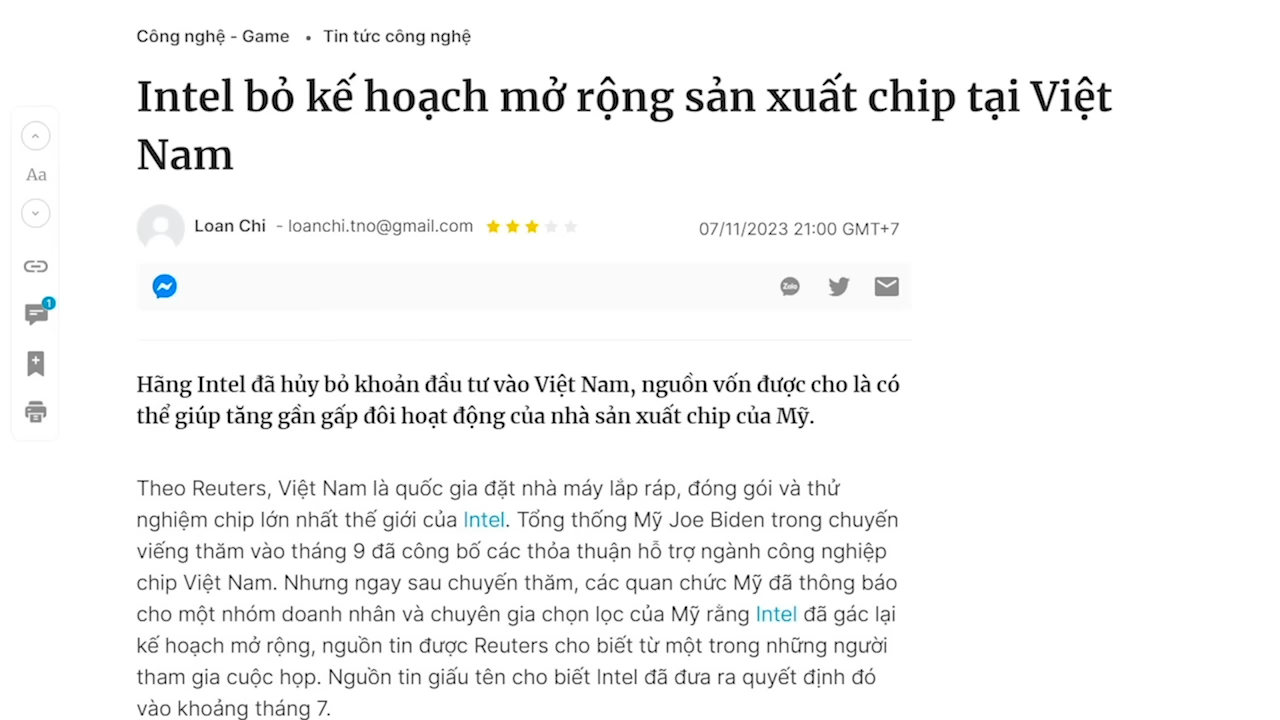 Công nghệ - Game • Tin tức công nghệ
Intel bỏ kế hoạch mở rộng sản xuất chip tại Việt
Nam
Aa
Loan Chi - loanchi.tno@gmail.com
07/11/2023 21:00 GMT+7
1
Zalo
Hãng Intel đã hủy bỏ khoản đầu tư vào Việt Nam, nguồn vốn được cho là có
thể giúp tăng gần gấp đôi hoạt động của nhà sản xuất chip của Mỹ.
Theo Reuters, Việt Nam là quốc gia đặt nhà máy lắp ráp, đóng gói và thử
nghiệm chip lớn nhất thế giới của Intel. Tổng thống Mỹ Joe Biden trong chuyến
viếng thăm vào tháng 9 đã công bố các thỏa thuận hỗ trợ ngành công nghiệp
chip Việt Nam. Nhưng ngay sau chuyến thăm, các quan chức Mỹ đã thông báo
cho một nhóm doanh nhân và chuyên gia chọn lọc của Mỹ rằng Intel đã gác lại
kế hoạch mở rộng, nguồn tin được Reuters cho biết từ một trong những người
tham gia cuộc họp. Nguồn tin giấu tên cho biết Intel đã đưa ra quyết định đó
vào khoảng tháng 7.